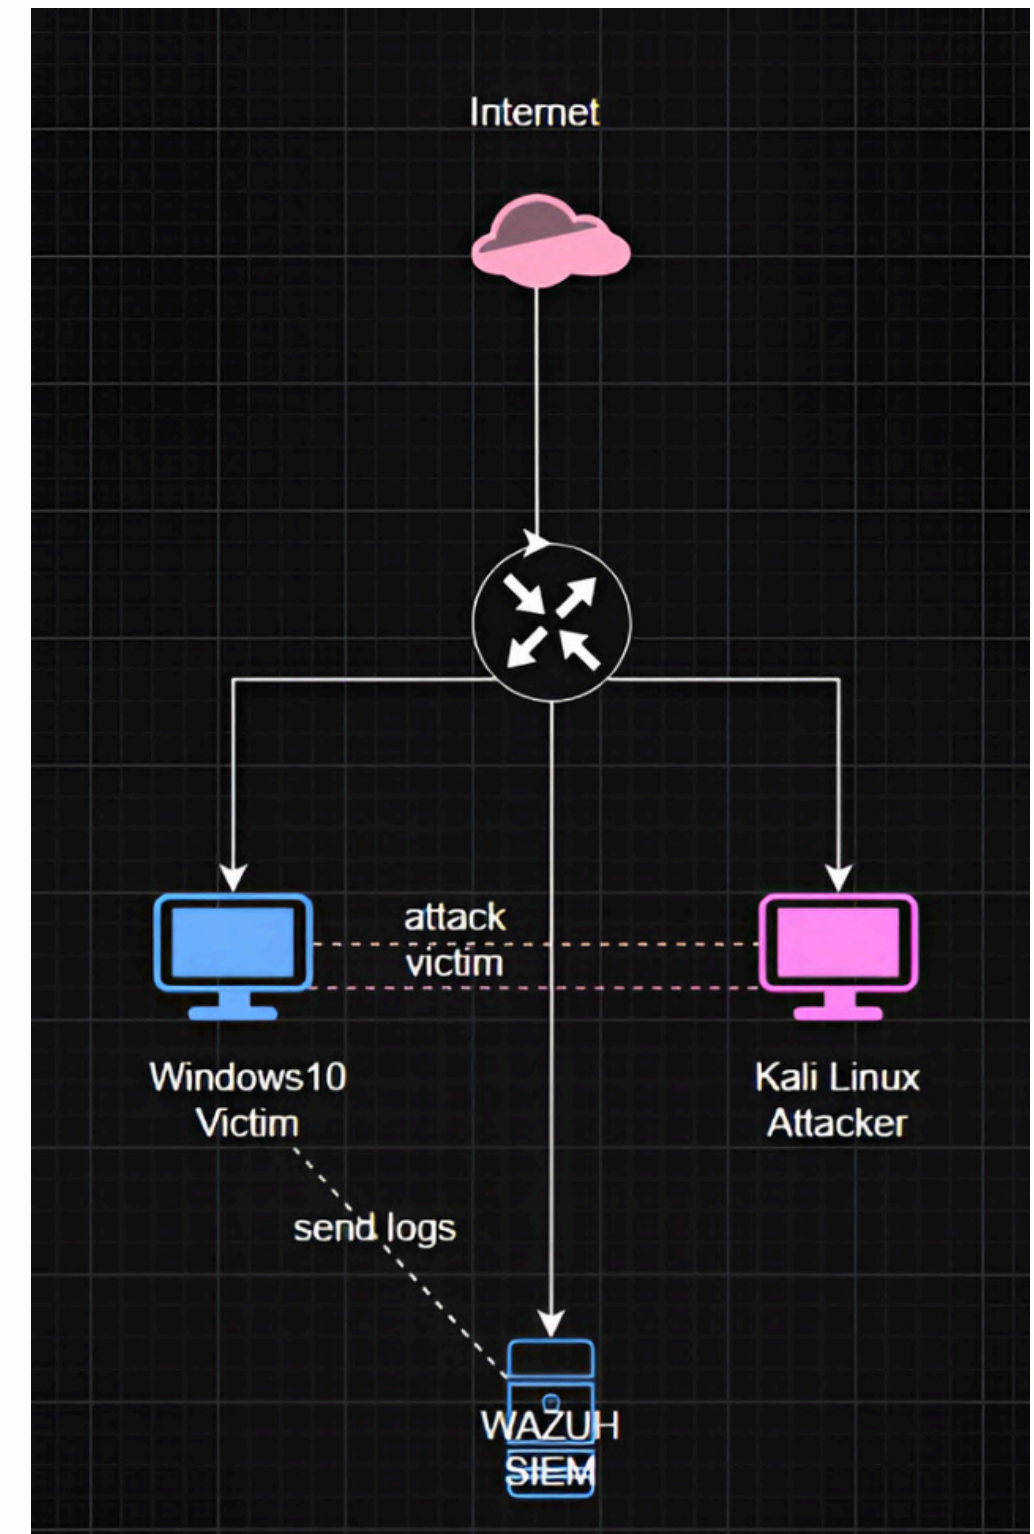 Internet
attack
victim
Windows10
Victim
Kali Linux
Attacker
send logs
WAZUH
SIEM